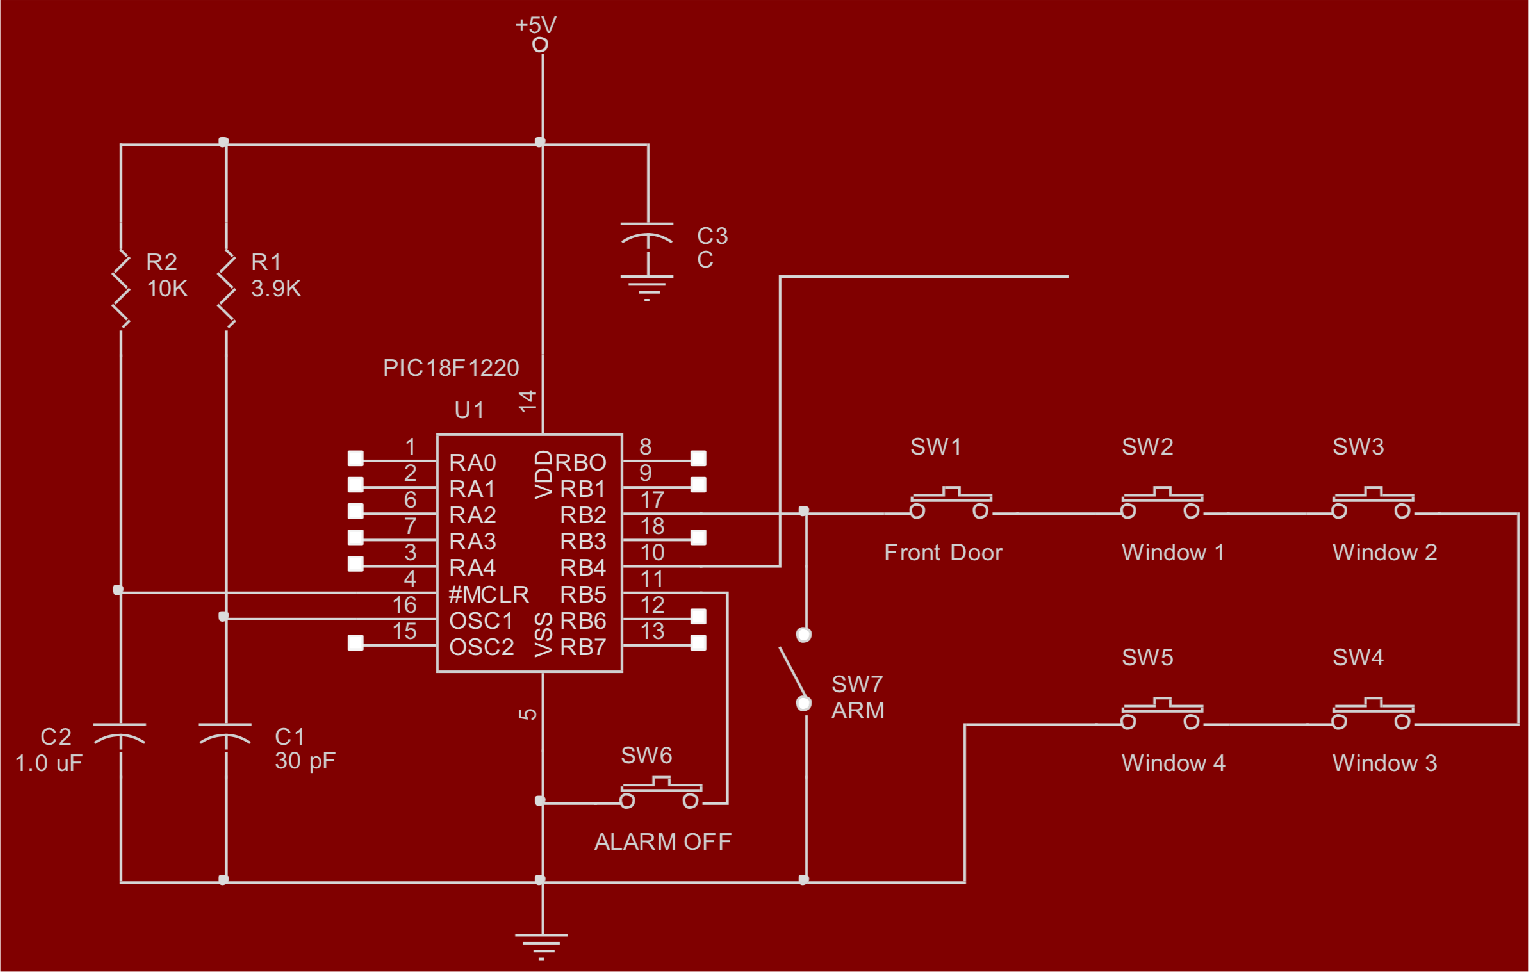 +5V
R2
10K
R1
3.9K
C3
C
PIC18F1220
U1
14
1
RA0
2
RA1
6
RA2
7
RA3
3
RA4
4
#MCLR
16
OSC1
15
OSC2
VDD
VSS
8
RBO
9
RB1
17
RB2
18
RB3
10
RB4
11
RB5
12
RB6
13
RB7
5
SW1
Front Door
SW2
Window 1
SW3
Window 2
SW5
Window 4
SW4
Window 3
SW7
ARM
C2
1.0 uF
C1
30 pF
SW6
ALARM OFF